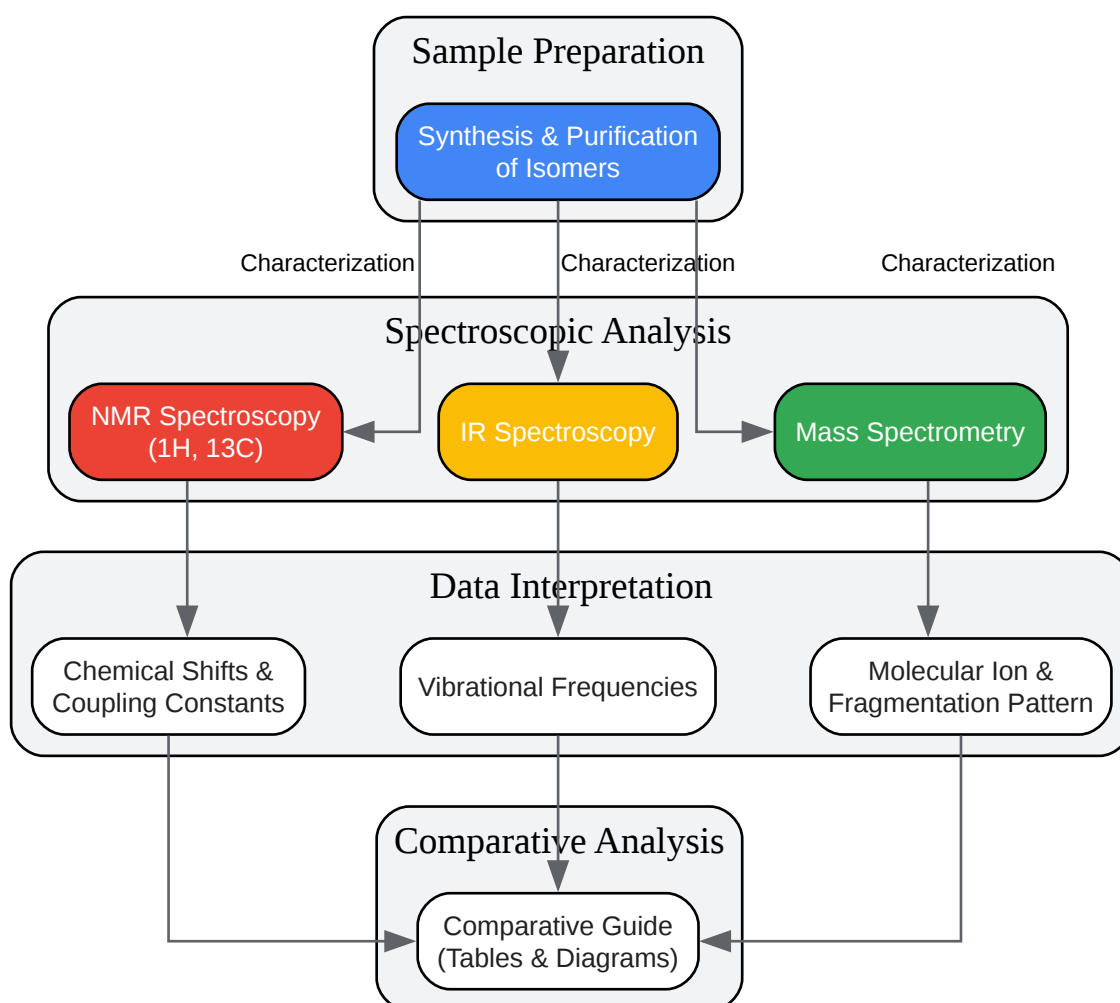 Sample Preparation
Synthesis & Purification
of Isomers
Characterization
Characterization
Characterization
Spectroscopic Analysis
NMR Spectroscopy
(1H, 13C)
IR Spectroscopy
Mass Spectrometry
Data Interpretation
Chemical Shifts &
Coupling Constants
Vibrational Frequencies
Molecular Ion &
Fragmentation Pattern
Comparative Analysis
Comparative Guide
(Tables & Diagrams)